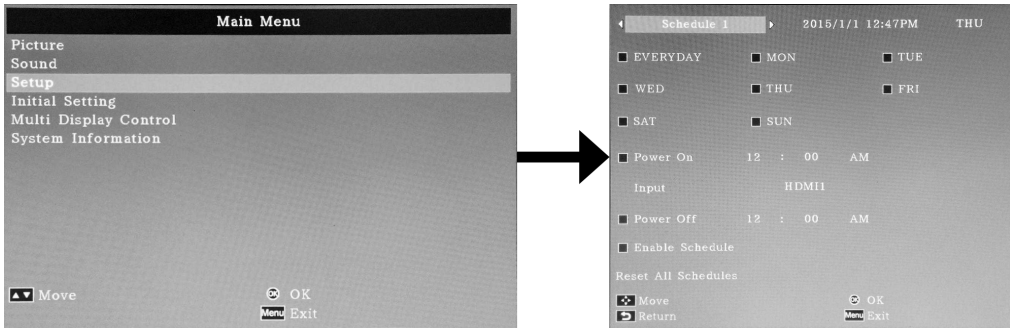 Main Menu
Picture
Sound
Setup
Initial Setting
Multi Display Control
System Information
Move
OK OK
Menu Exit
Schedule 1 2015/1/1 12:47PM THU
EVERYDAY MON TUE
WED THU FRI
SAT SUN
Power On 12 : 00 AM
Input HDMI1
Power Off 12 : 00 AM
Enable Schedule
Reset All Schedules
Move OK OK
Return Menu Exit